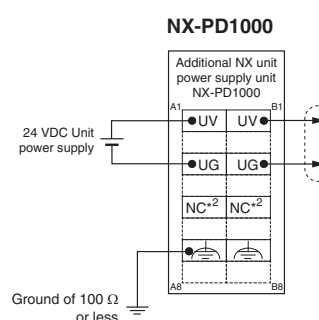 NX-PD1000
Additional NX unit
power supply unit
NX-PD1000
A1
B1
24 VDC Unit
power supply
UV
UV
UG
UG
NC*2
NC*2
A8
B8
Ground of 100 Ω
or less